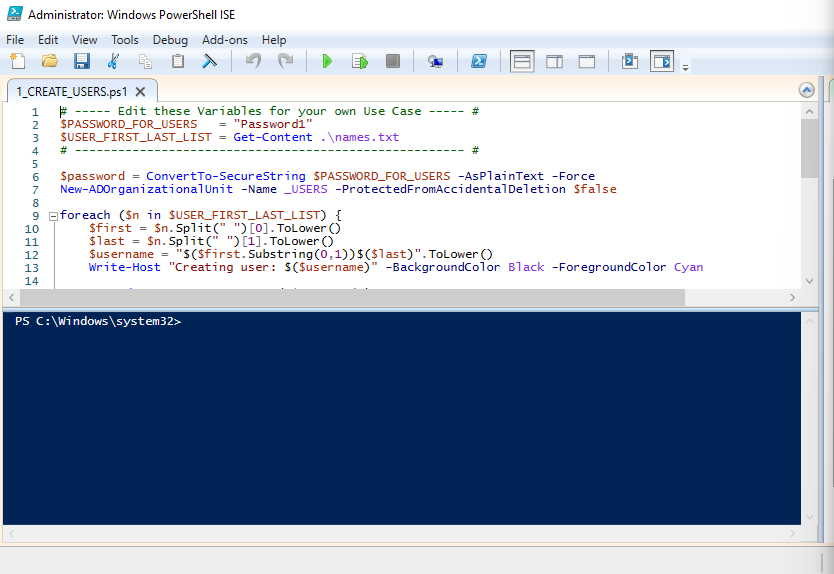 Administrator: Windows PowerShell ISE
File Edit View Tools Debug Add-ons Help
1_CREATE_USERS.ps1
1 # ----- Edit these Variables for your own Use Case ----- #
2 $PASSWORD_FOR_USERS   = "Password1"
3 $USER_FIRST_LAST_LIST = Get-Content .\names.txt
4 # ------------------------------------------------------ #
5
6 $password = ConvertTo-SecureString $PASSWORD_FOR_USERS -AsPlainText -Force
7 New-ADOrganizationalUnit -Name _USERS -ProtectedFromAccidentalDeletion $false
8
9 foreach ($n in $USER_FIRST_LAST_LIST) {
10     $first = $n.Split(" ")[0].ToLower()
11     $last = $n.Split(" ")[1].ToLower()
12     $username = "$($first.Substring(0,1))$($last)".ToLower()
13     Write-Host "Creating user: $($username)" -BackgroundColor Black -ForegroundColor Cyan
14
PS C:\Windows\system32>